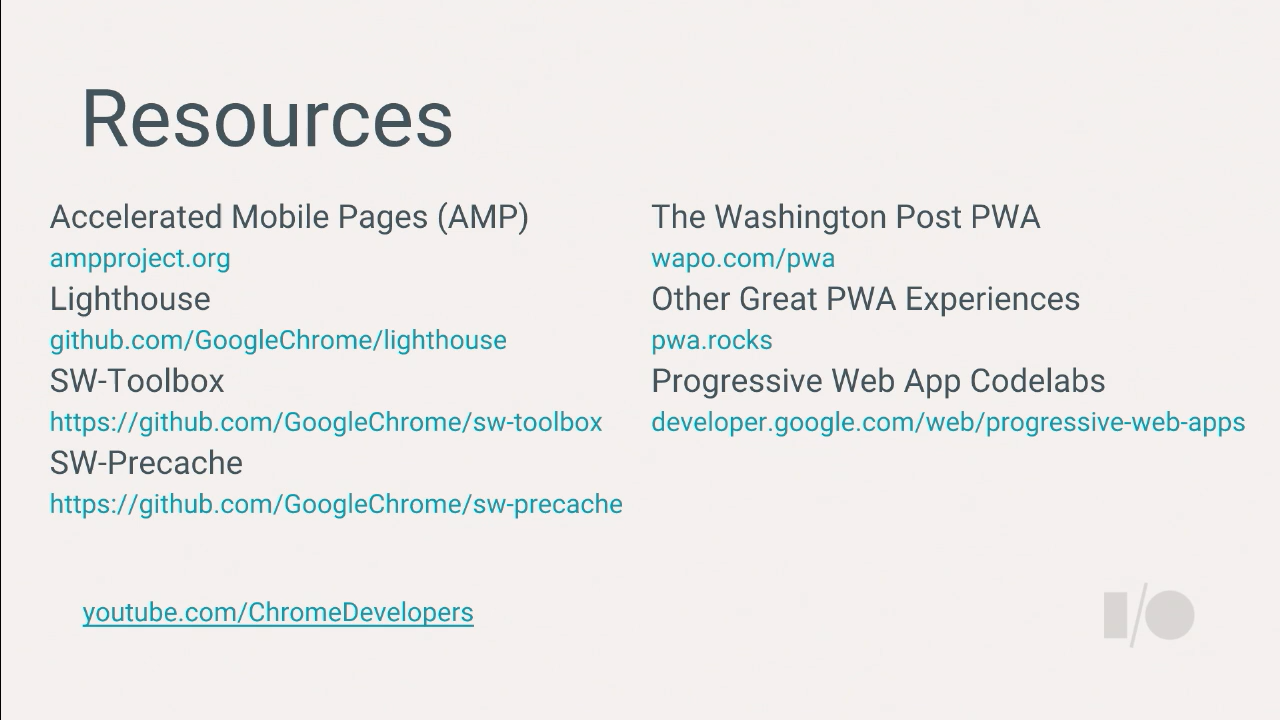 Resources
Accelerated Mobile Pages (AMP)
ampproject.org
Lighthouse
github.com/GoogleChrome/lighthouse
SW-Toolbox
https://github.com/GoogleChrome/sw-toolbox
SW-Precache
https://github.com/GoogleChrome/sw-precache
The Washington Post PWA
wapo.com/pwa
Other Great PWA Experiences
pwa.rocks
Progressive Web App Codelabs
developer.google.com/web/progressive-web-apps
youtube.com/ChromeDevelopers
I/O